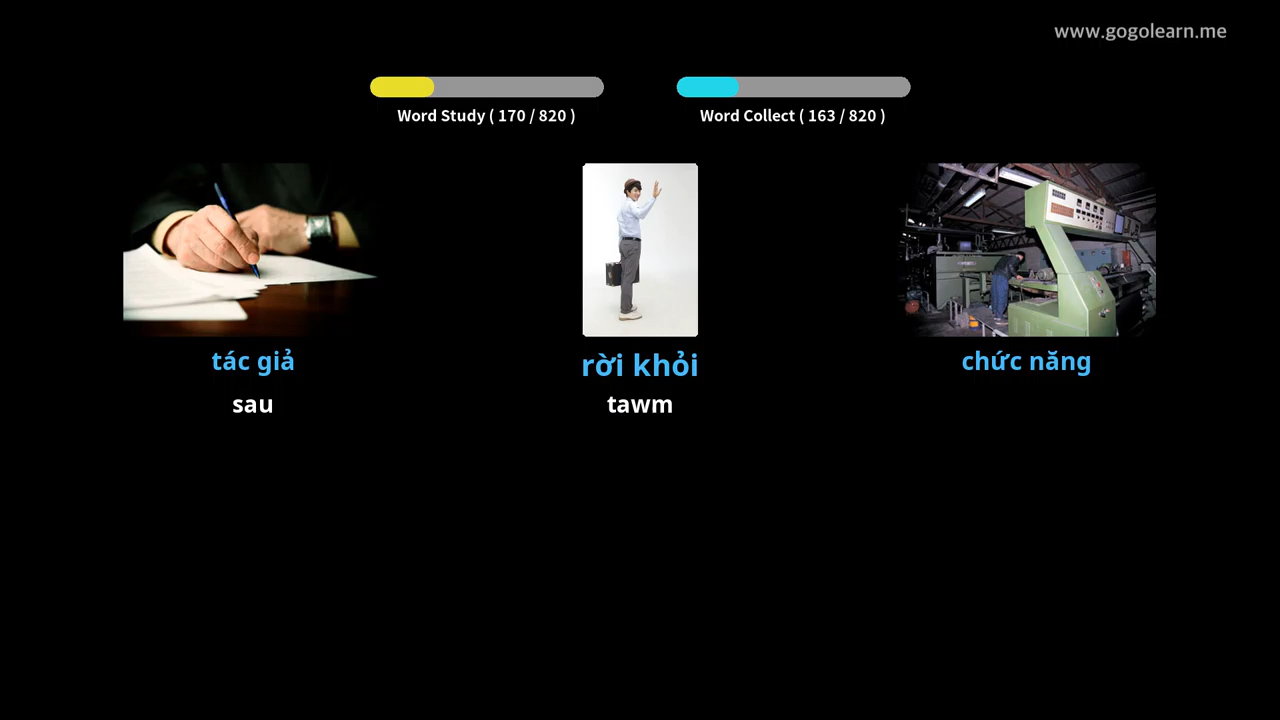 www.gogolearn.me
Word Study ( 170 / 820 )
Word Collect ( 163 / 820 )
tác giả
rời khỏi
chức năng
sau
tawm